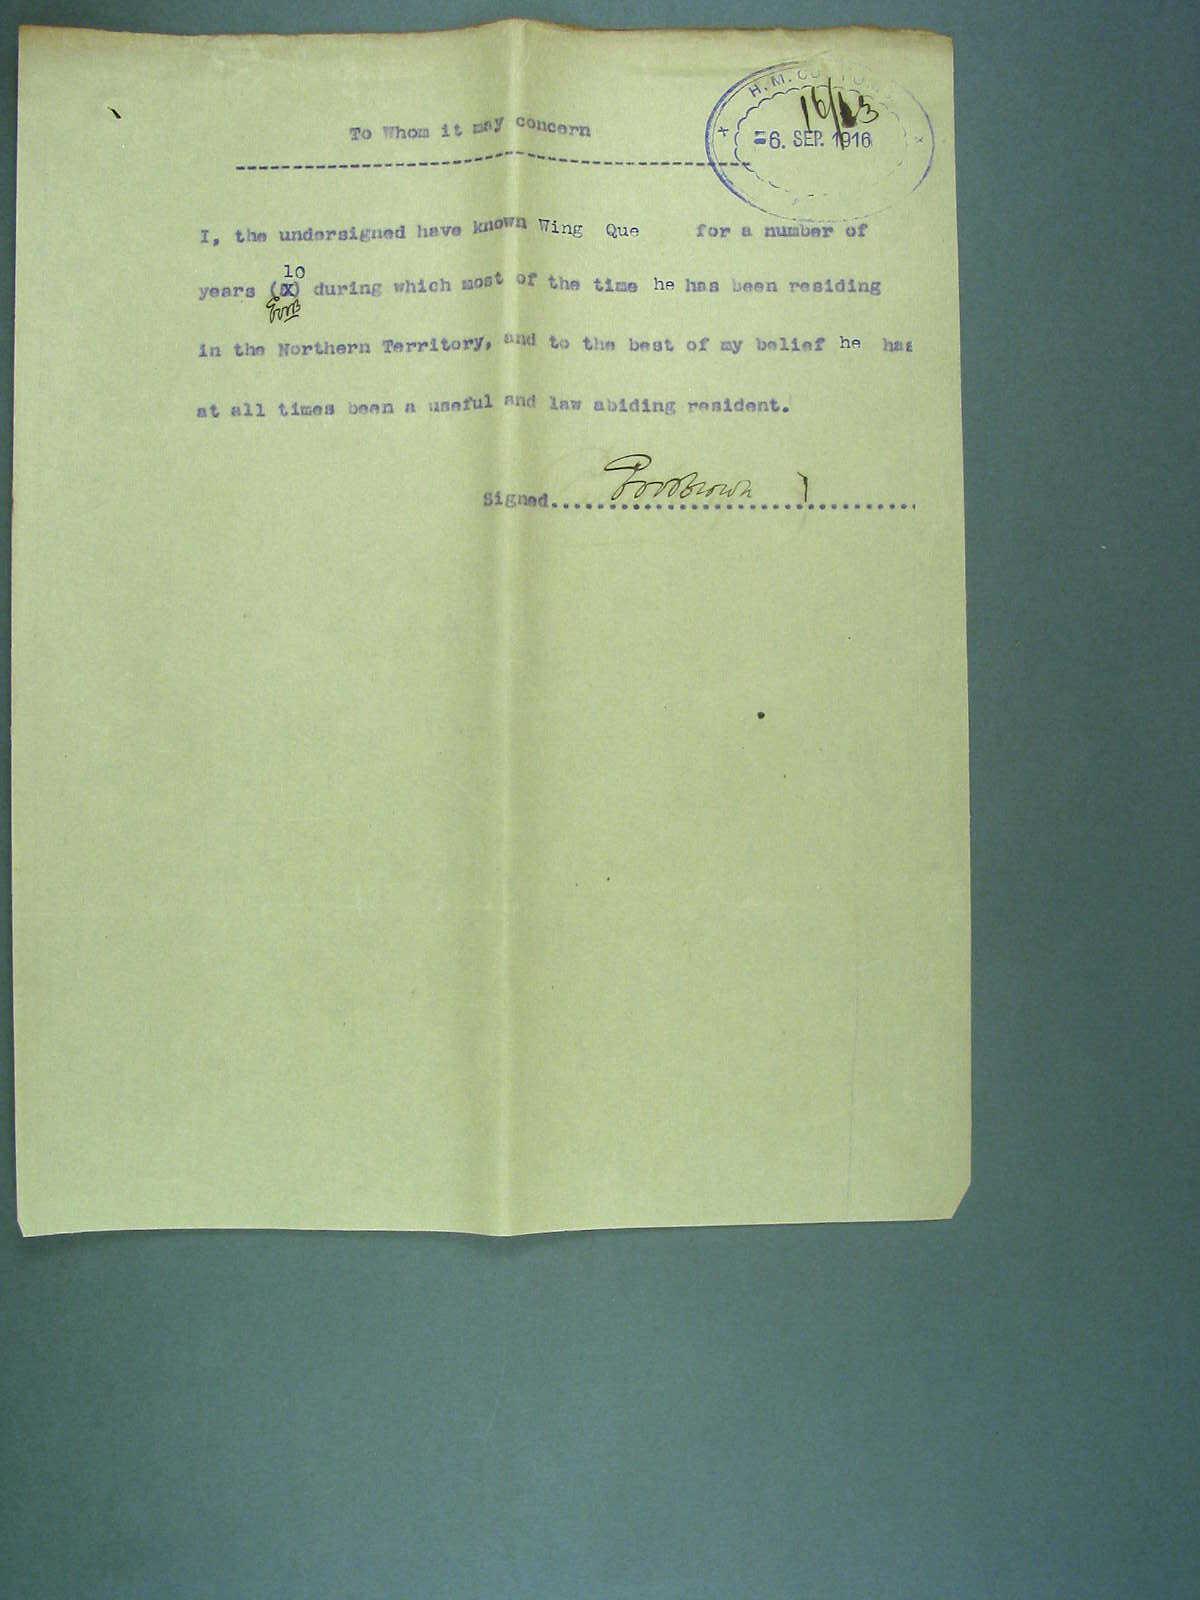 H.M. CUSTOMS
16/13
6. SEP. 1916
To Whom it may concern
I, the undersigned have known Wing Que for a number of
10
years (X) during which most of the time he has been residing
in the Northern Territory, and to the best of my belief he has
at all times been a useful and law abiding resident.
Signed..... Brown